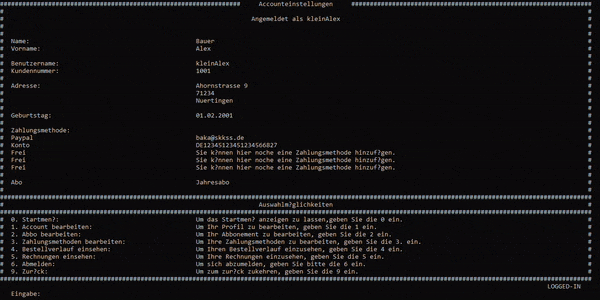 Accounteinstellungen
Angemeldet als kleinAlex
Name: Bauer
Vorname: Alex
Benutzername: kleinAlex
Kundennummer: 1001
Adresse: Ahornstrasse 9
71234
Nuertingen
Geburtstag: 01.02.2001
Zahlungsmethode:
Paypal baka@skkss.de
Konto DE12345123451234566827
Frei Sie k?nnen hier noch eine Zahlungsmethode hinzuf?gen.
Frei Sie k?nnen hier noch eine Zahlungsmethode hinzuf?gen.
Frei Sie k?nnen hier noch eine Zahlungsmethode hinzuf?gen.
Abo Jahresabo
Auswahlm?glichkeiten
0. Startmen?: Um das Startmen? anzeigen zu lassen,geben Sie die 0 ein.
1. Account bearbeiten: Um Ihr Profil zu bearbeiten, geben Sie die 1 ein.
2. Abbo bearbeiten: Um Ihr Abbonement zu bearbeiten, geben Sie die 2 ein.
3. Zahlungsmethoden bearbeiten: Um Ihre Zahlungsmethoden zu bearbeiten, geben Sie die 3. ein.
4. Bestellverlauf einsehen: Um Ihren Bestellverlauf einzusehen, geben Sie die 4 ein.
5. Rechnungen einsehen: Um Ihre Rechnungen einzusehen, geben Sie die 5 ein.
6. Abmelden: Um sich abzumelden, geben Sie bitte die 6 ein.
9. Zur?ck: Um zum zur?ck zukehren, geben Sie die 9 ein.
LOGGED-IN
Eingabe: